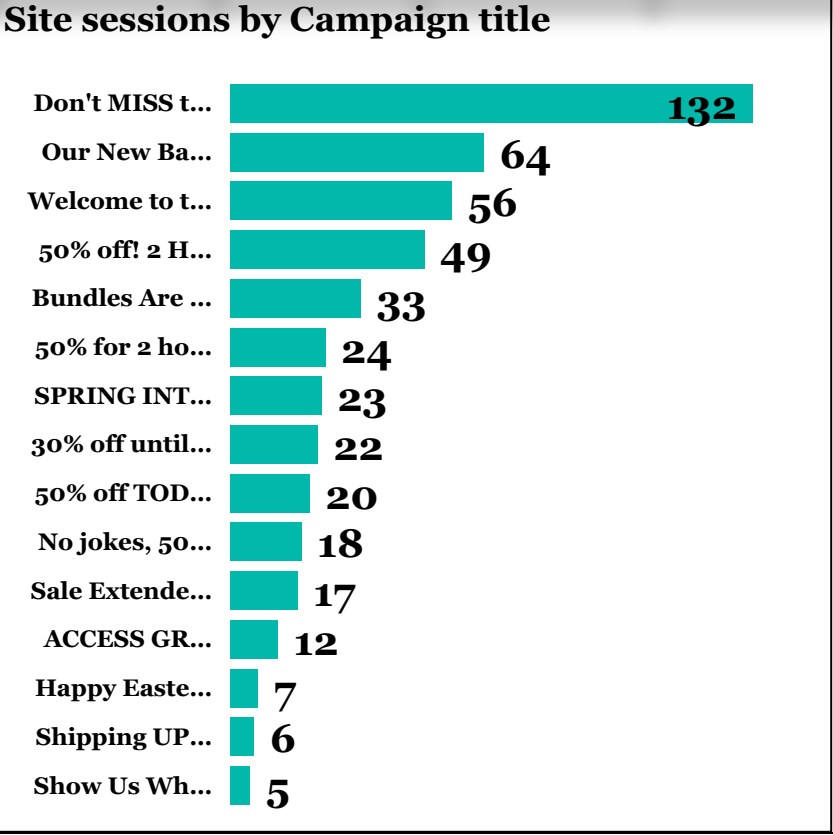 Site sessions by Campaign title
Don't MISS t... 132
Our New Ba... 64
Welcome to t... 56
50% off! 2 H... 49
Bundles Are ... 33
50% for 2 ho... 24
SPRING INT... 23
30% off until... 22
50% off TOD... 20
No jokes, 50... 18
Sale Extende... 17
ACCESS GR... 12
Happy Easte... 7
Shipping UP... 6
Show Us Wh... 5